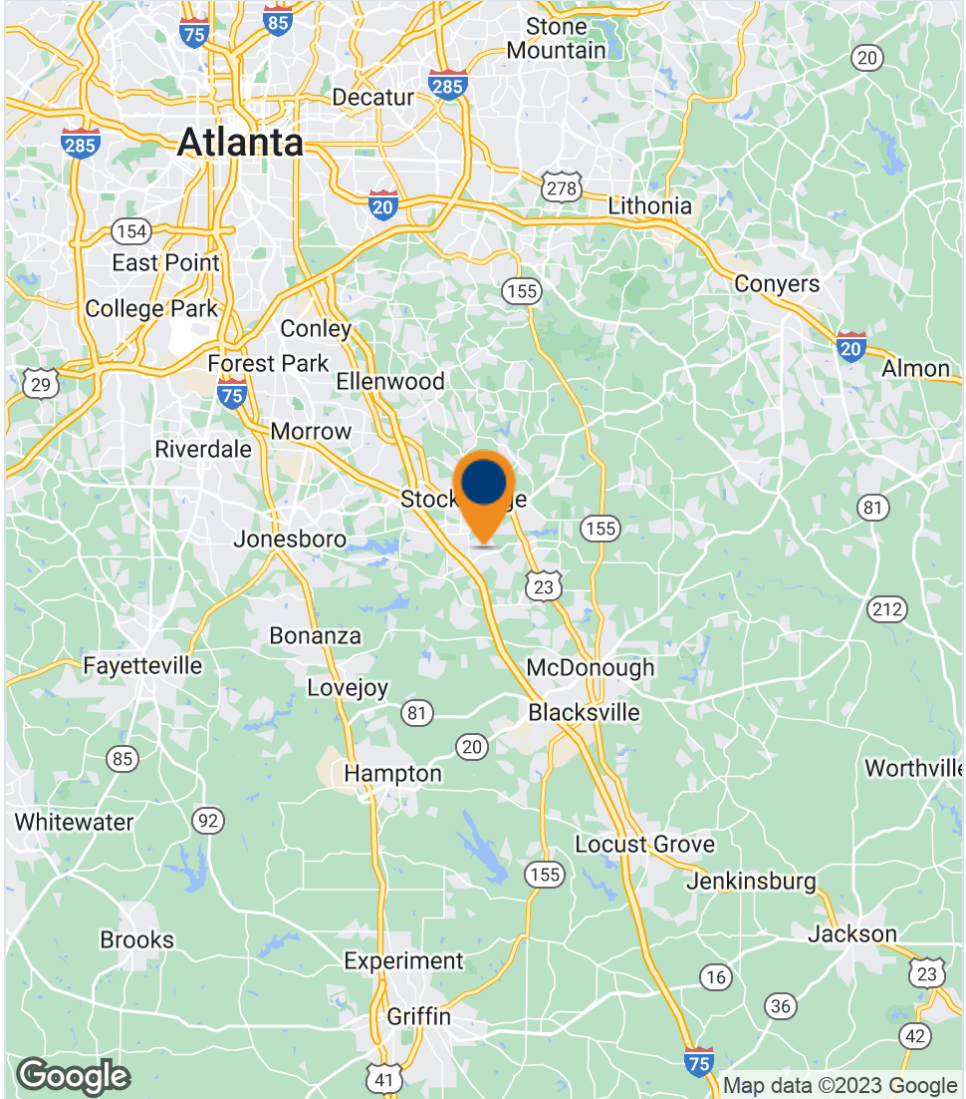 75
85
Stone
Mountain
20
285
Decatur
285
Atlanta
278
20
Lithonia
154
East Point
Conyers
155
College Park
Conley
20
Forest Park
Almon
29
Ellenwood
75
Morrow
Riverdale
81
155
Jonesboro
23
212
Bonanza
Fayetteville
McDonough
Lovejoy
81
Blacksville
20
85
Hampton
Worthville
Whitewater
92
Locust Grove
155
Jenkinsburg
Brooks
Jackson
Experiment
16
23
36
Griffin
42
75
41
Google
Map data ©2023 Google